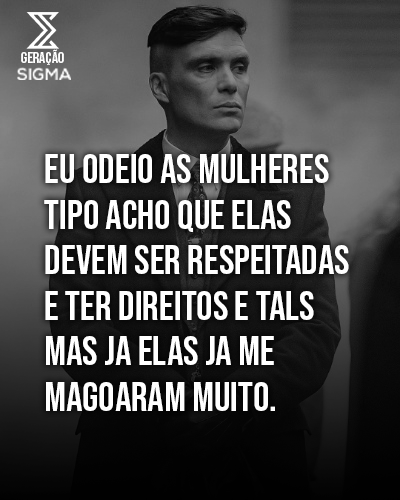 GERAÇÃO
SIGMA
EU ODEIO AS MULHERES
TIPO ACHO QUE ELAS
DEVEM SER RESPEITADAS
E TER DIREITOS E TALS
MAS JA ELAS JA ME
MAGOARAM MUITO.